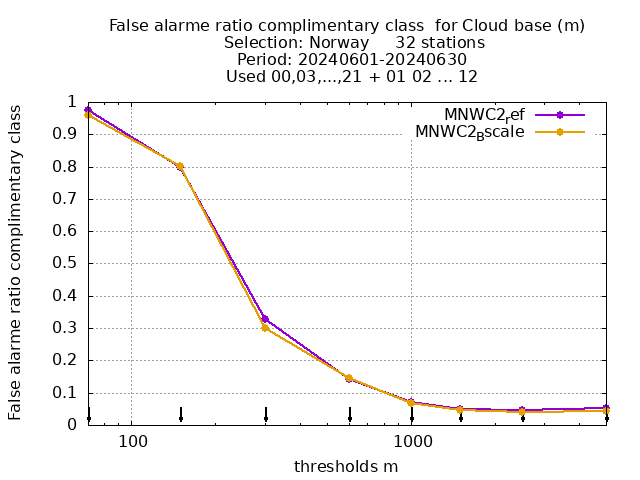 False alarme ratio complimentary class  for Cloud base (m)
Selection: Norway     32 stations
Period: 20240601-20240630
Used 00,03,...,21 + 01 02 ... 12
False alarme ratio complimentary class
MNWC2ref
MNWC2Bscale
1
0.9
0.8
0.7
0.6
0.5
0.4
0.3
0.2
0.1
0
100
1000
thresholds m